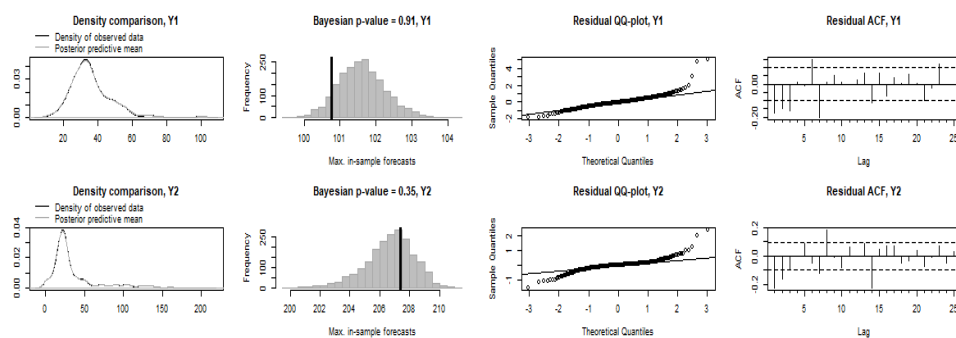 Density comparison, Y1
Density of observed data
Posterior predictive mean
0.00 0.03
20 40 60 80 100
Bayesian p-value = 0.91, Y1
Frequency
0 100 250
100 101 102 103 104
Max. in-sample forecasts
Residual QQ-plot, Y1
Sample Quantiles
-2 0 2 4
-3 -2 -1 0 1 2 3
Theoretical Quantiles
Residual ACF, Y1
ACF
-0.20 0.00
5 10 15 20 25
Lag
Density comparison, Y2
Density of observed data
Posterior predictive mean
0.00 0.02 0.04
0 50 100 150 200
Bayesian p-value = 0.35, Y2
Frequency
0 100 250
200 202 204 206 208 210
Max. in-sample forecasts
Residual QQ-plot, Y2
Sample Quantiles
-1 1 2
-3 -2 -1 0 1 2 3
Theoretical Quantiles
Residual ACF, Y2
ACF
-0.2 0.0 0.2
5 10 15 20 25
Lag